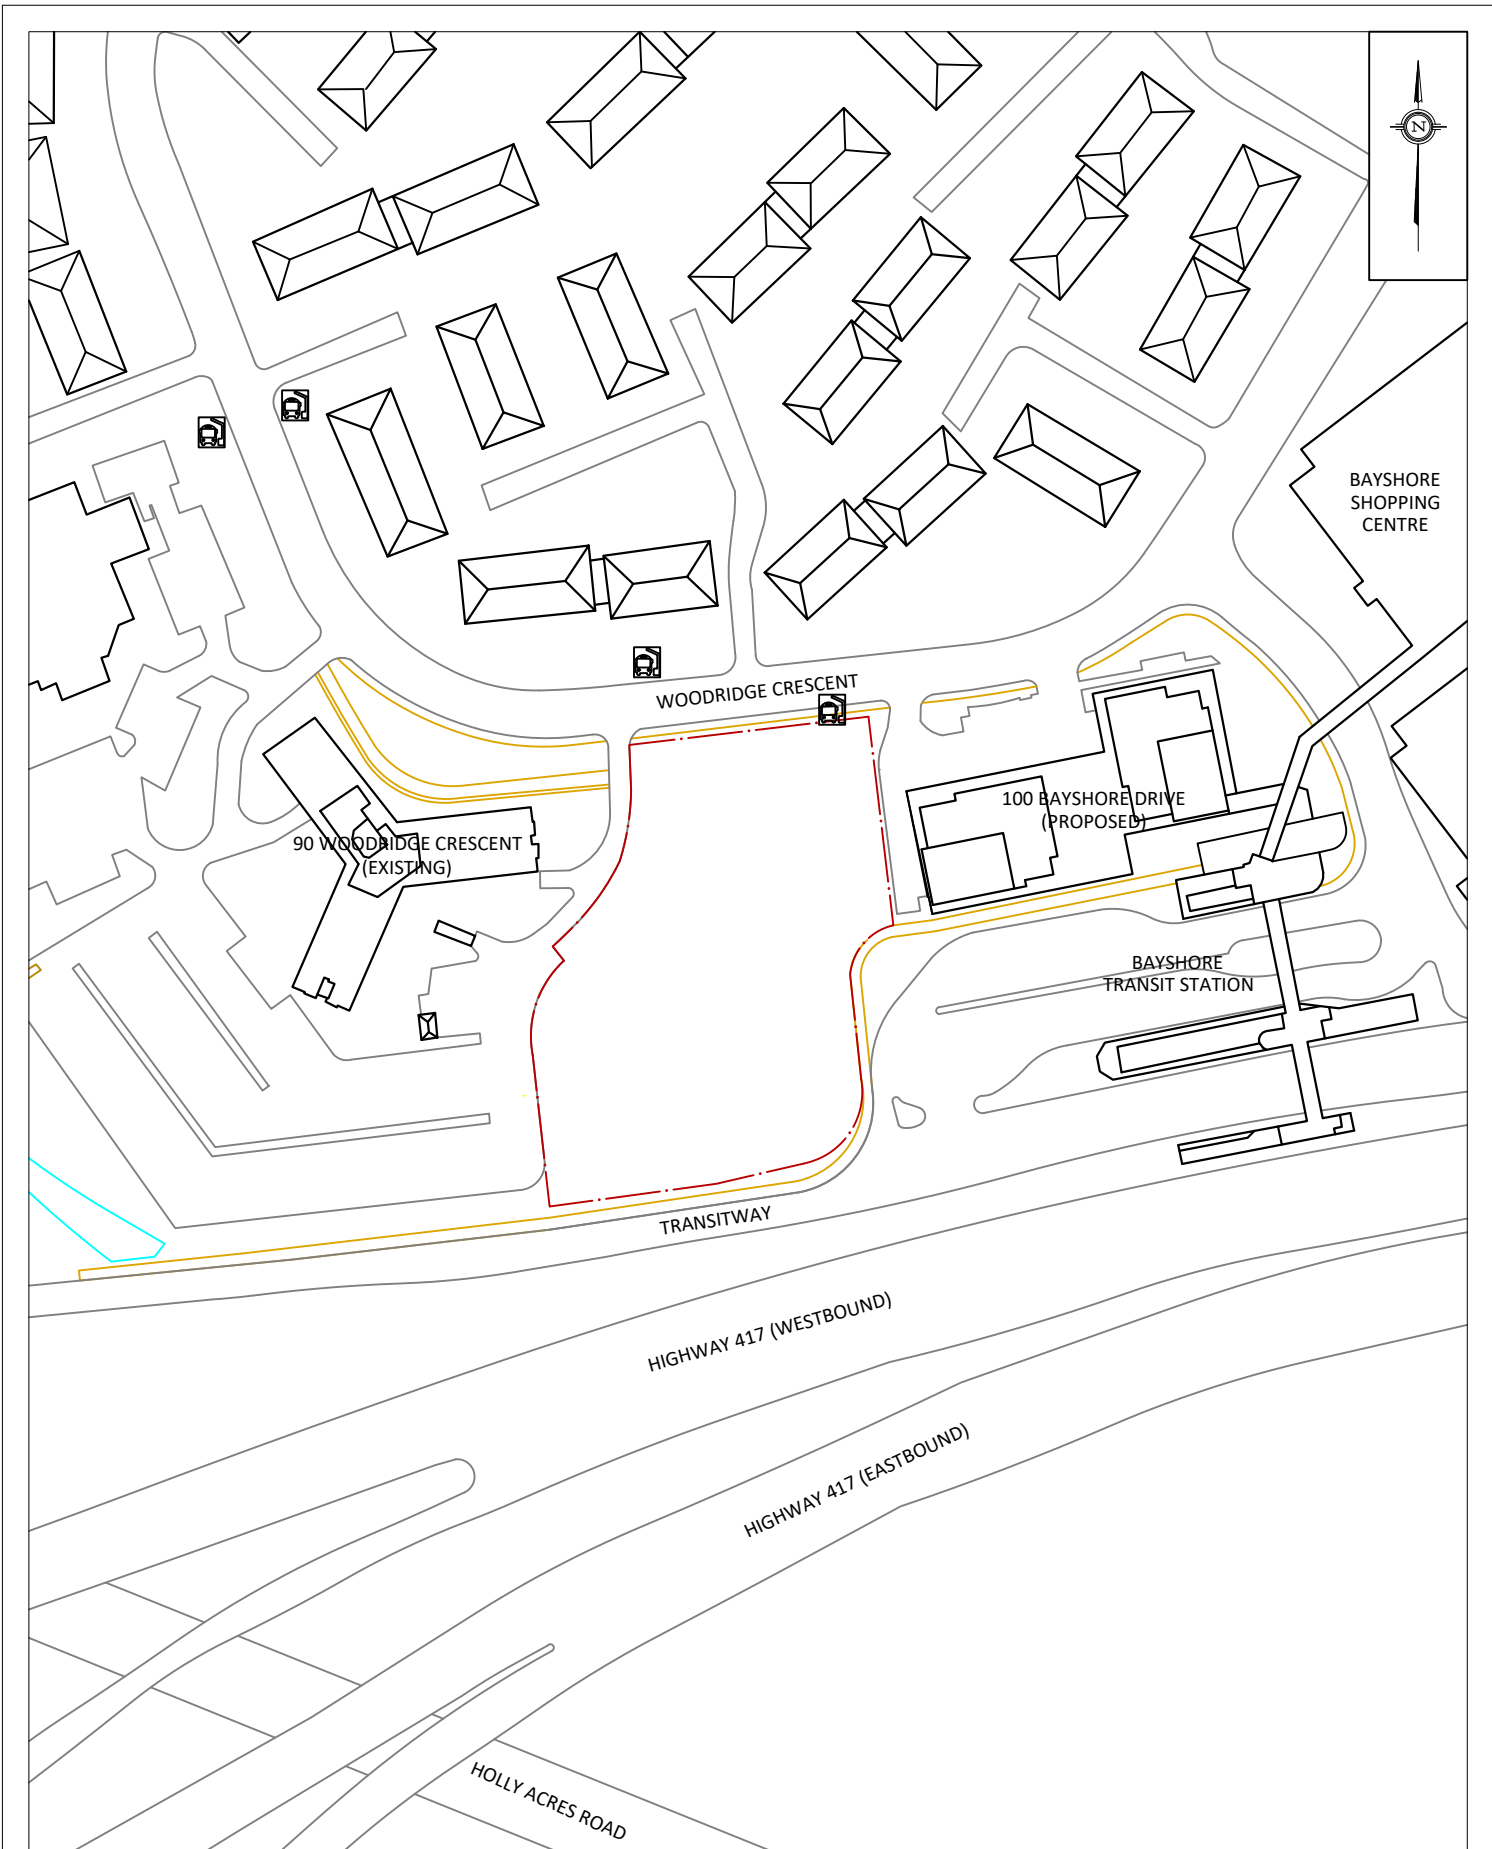 N
BAYSHORE
SHOPPING
CENTRE
WOODRIDGE CRESCENT
100 BAYSHORE DRIVE
(PROPOSED)
90 WOODRIDGE CRESCENT
(EXISTING)
BAYSHORE
TRANSIT STATION
TRANSITWAY
HIGHWAY 417 (WESTBOUND)
HIGHWAY 417 (EASTBOUND)
HOLLY ACRES ROAD